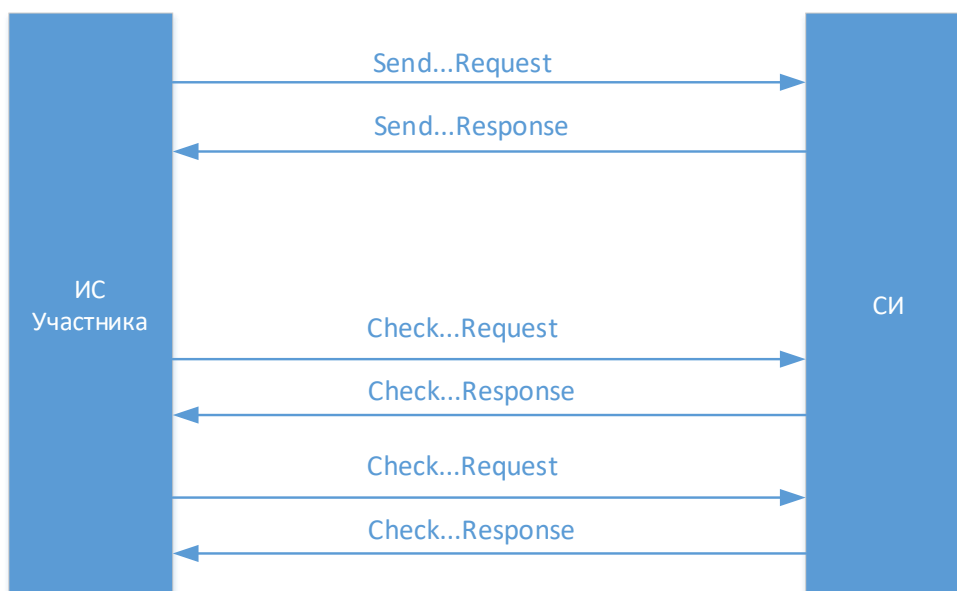 Send...Request
Send...Response
ИС
Участника
СИ
Check...Request
Check...Response
Check...Request
Check...Response